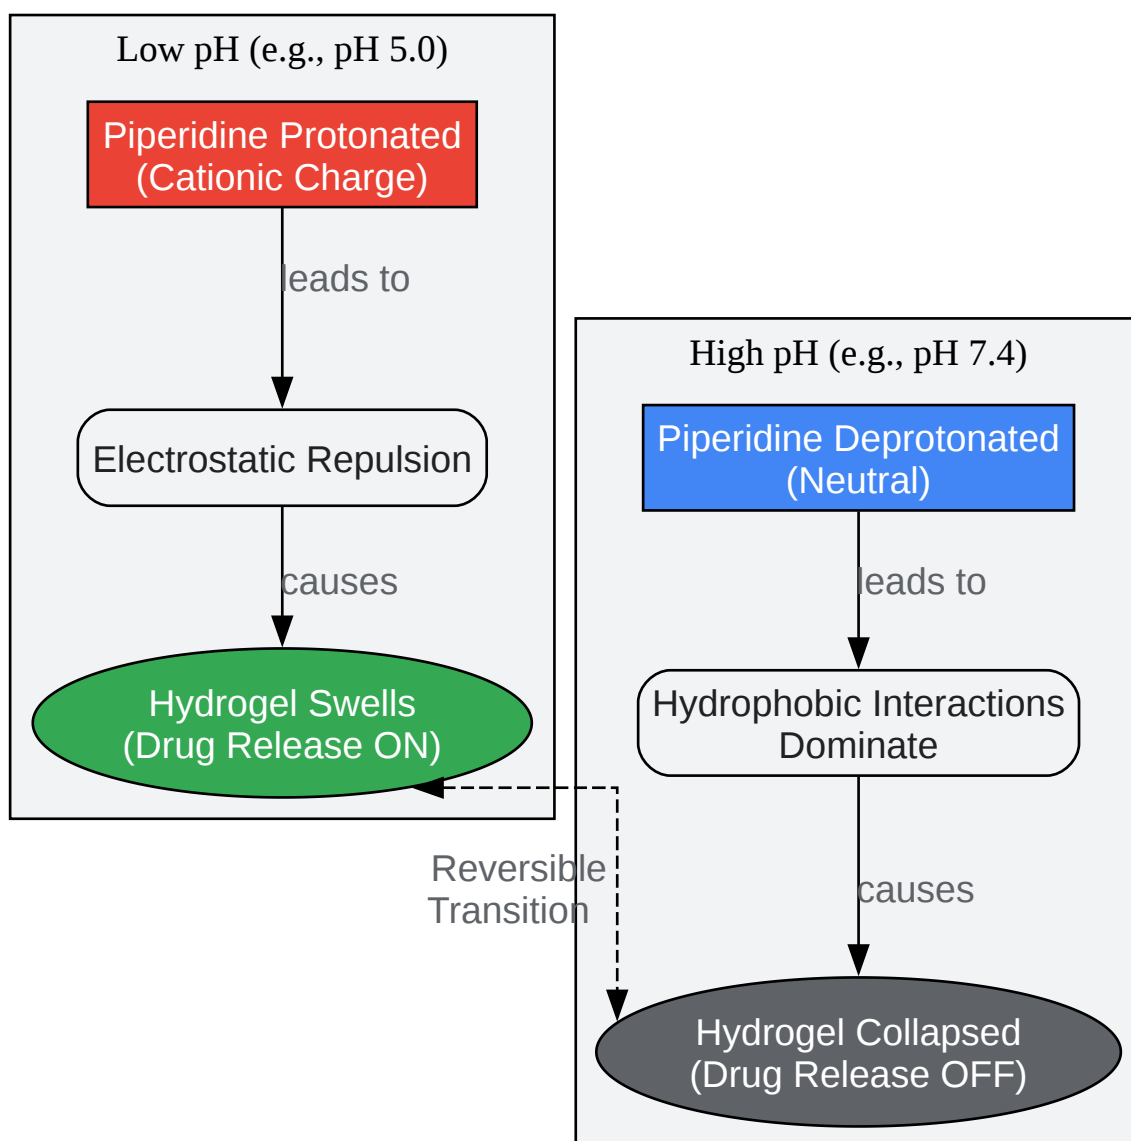 Low pH (e.g., pH 5.0)
Piperidine Protonated
(Cationic Charge)
leads to
Electrostatic Repulsion
causes
Hydrogel Swells
(Drug Release ON)
Reversible
Transition
High pH (e.g., pH 7.4)
Piperidine Deprotonated
(Neutral)
leads to
Hydrophobic Interactions
Dominate
causes
Hydrogel Collapsed
(Drug Release OFF)